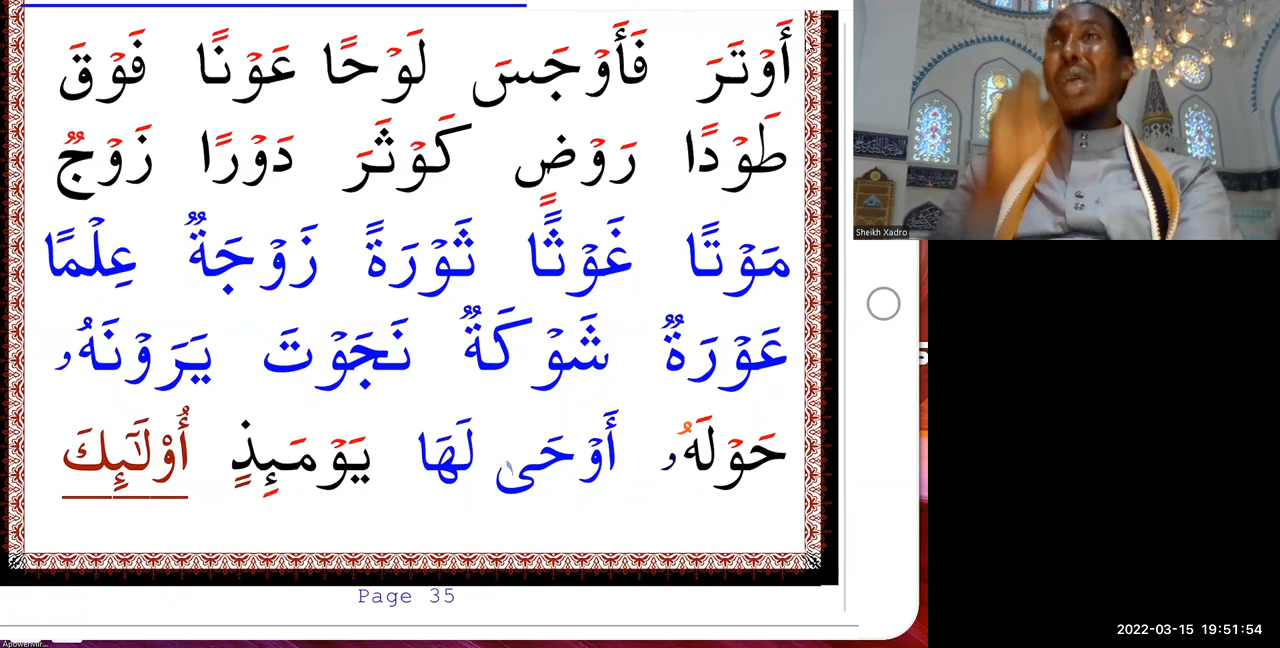 أَوْتَرَ فَأَوْجَسَ لَوْحًا عَوْنًا فَوْقَ
طَوْدًا رَوْضٍ كَوْثَرَ دَوْرًا زَوْجٌ
مَوْتًا غَوْثًا ثَوْرَةً زَوْجَةٌ عِلْمًا
عَوْرَةٌ شَوْكَةٌ نَجَوْتَ يَرَوْنَهُۥ
حَوْلَهُۥ أَوْحَىٰ لَهَا يَوْمَئِذٍ أُوْلَٰٓئِكَ
Page 35
Sheikh Xadro
2022-03-15 19:51:54